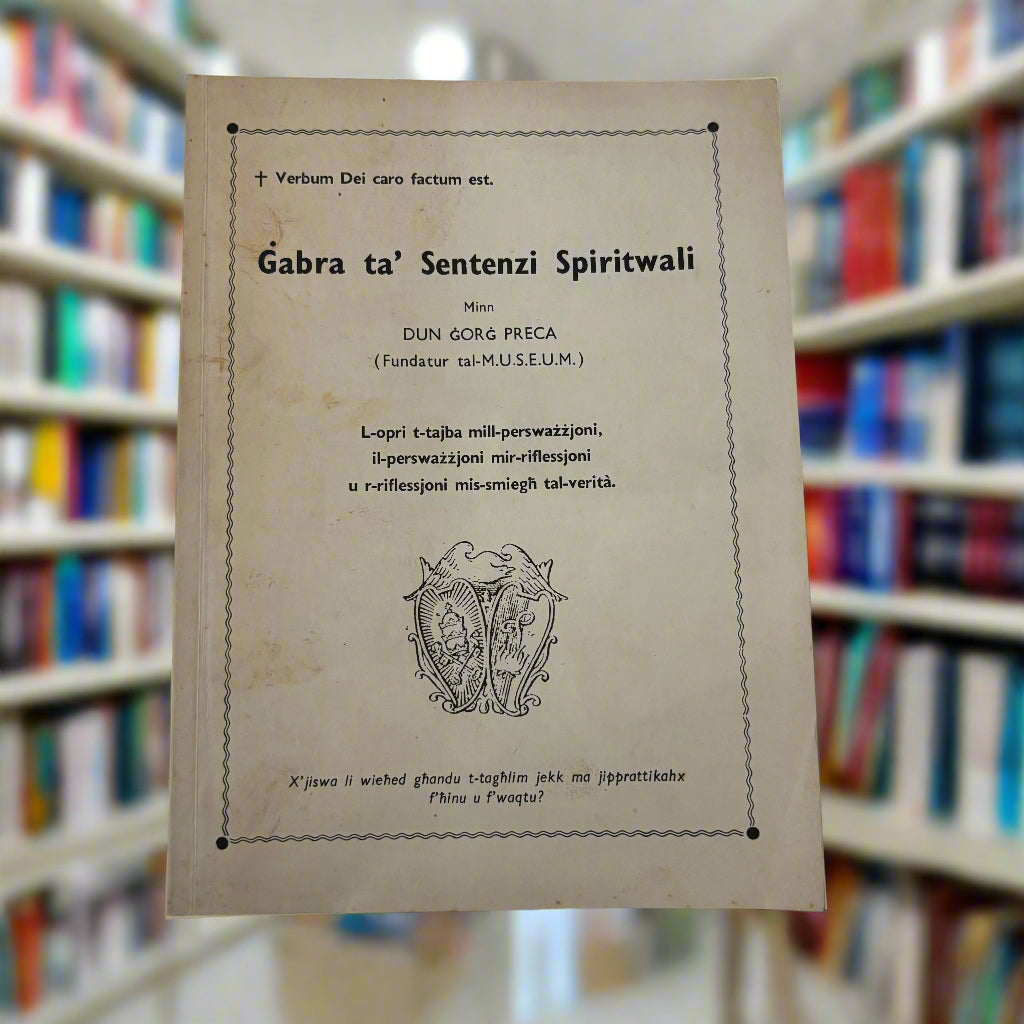 † Verbum Dei caro factum est.
Ġabra ta’ Sentenzi Spiritwali
Minn
DUN ĠORĠ PRECA
(Fundatur tal-M.U.S.E.U.M.)
L-opri t-tajba mill-persważżjoni,
il-persważżjoni mir-riflessjoni
u r-riflessjoni mis-smiegħ tal-verità.
X’jiswa li wieħed għandu t-tagħlim jekk ma jipprattikahx
f’ħinu u f’waqtu?